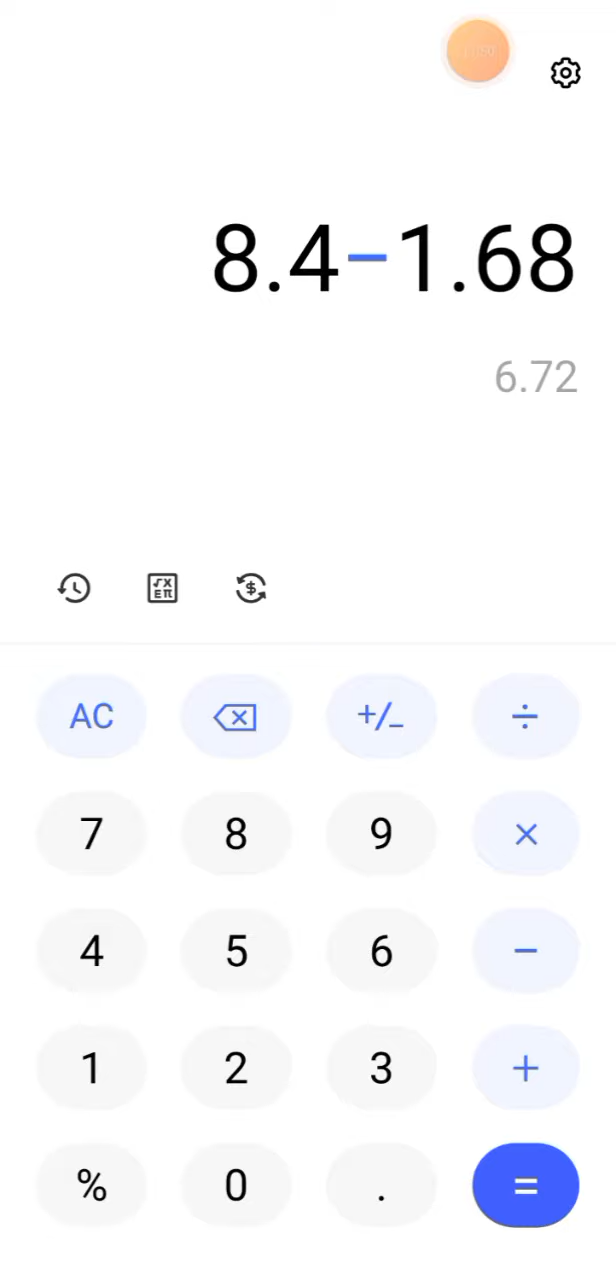 8.4−1.68
6.72
AC +/− ÷
7 8 9 ×
4 5 6 −
1 2 3 +
% 0 . =